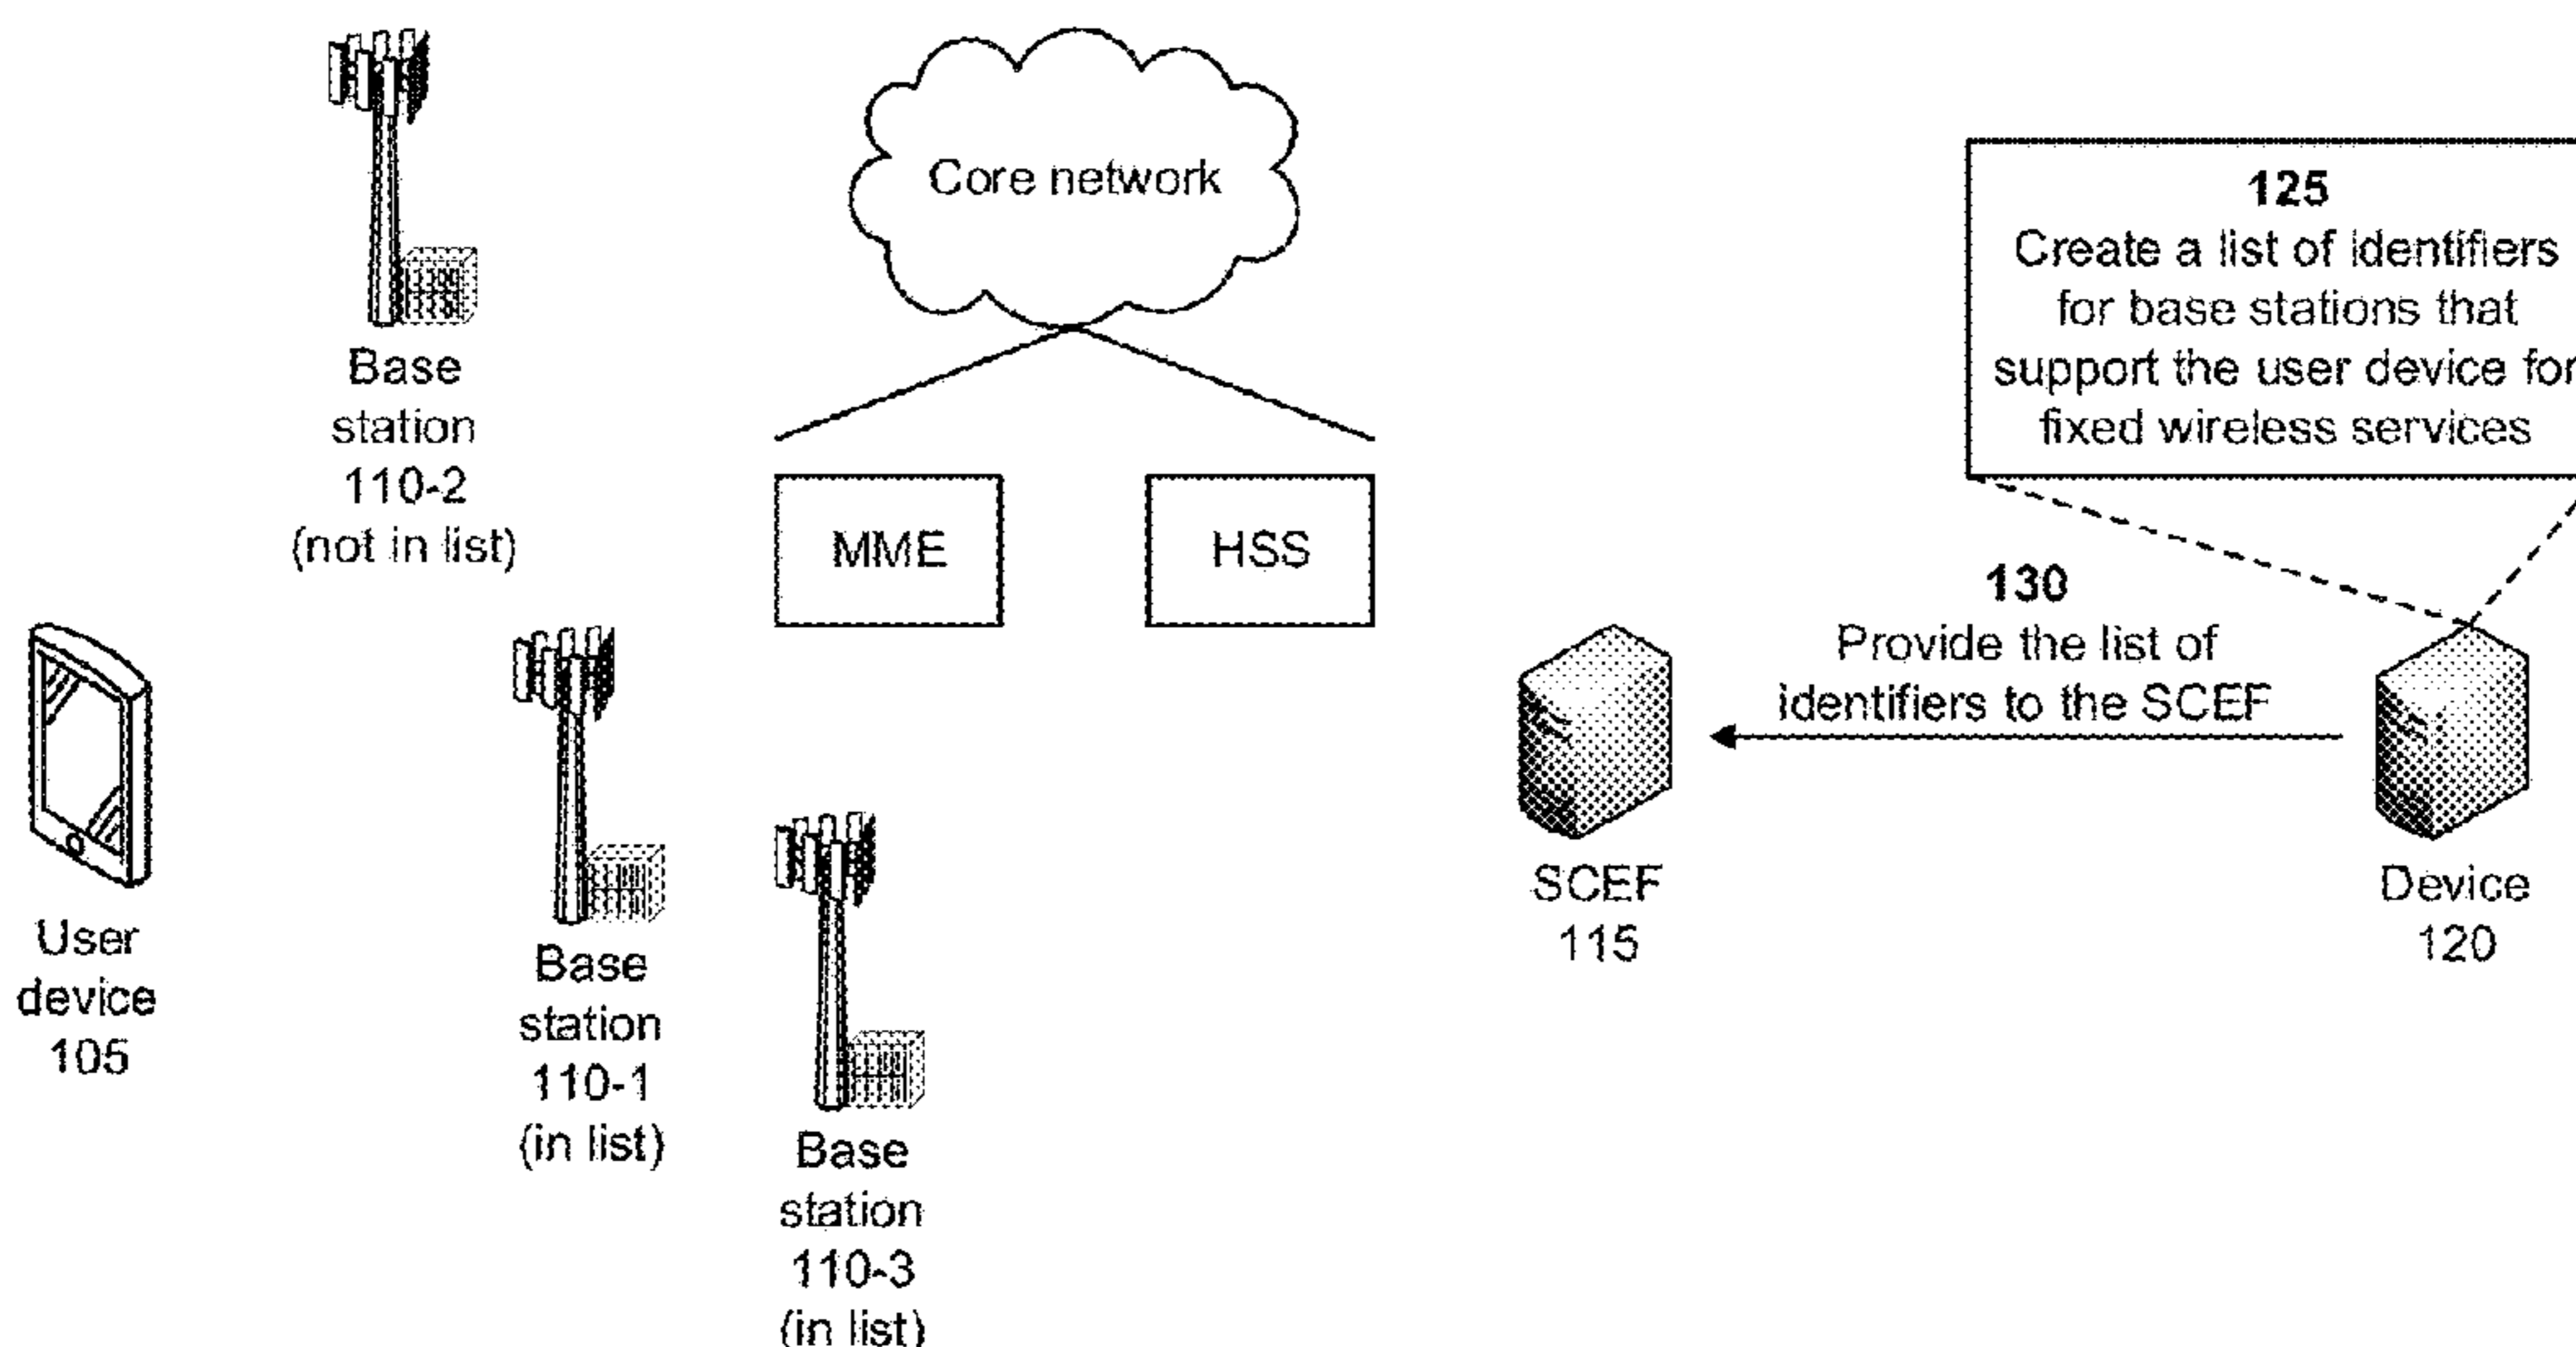 Core network
125
Create a list of identifiers
for base stations that
support the user device for
fixed wireless services
Base
station
110-2
(not in list)
MME
HSS
130
Provide the list of
identifiers to the SCEF
User
device
105
Base
station
110-1
(in list)
Base
station
110-3
(in list)
SCEF
115
Device
120